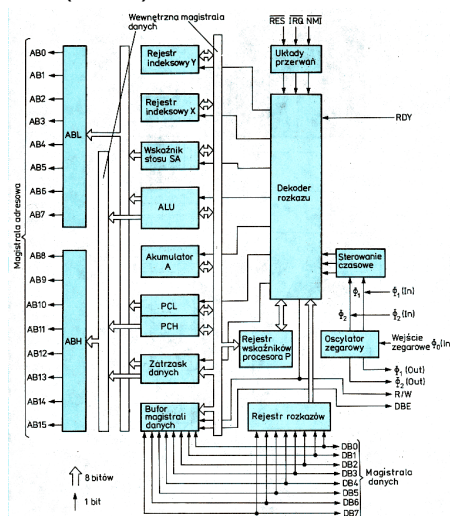 Wewnętrzna magistrala
danych
RES IRQ NMI
Układy
przerwań
AB0
AB1
AB2
AB3
AB4
AB5
AB6
AB7
ABL
Magistrala adresowa
AB8
AB9
AB10
AB11
AB12
AB13
AB14
AB15
ABH
Rejestr
indeksowy Y
Rejestr
indeksowy X
Wskaźnik
stosu SA
ALU
Akumulator
A
PCL
PCH
Zatrzask
danych
Bufor
magistrali
danych
Dekoder
rozkazu
RDY
Sterowanie
czasowe
ϕ1
ϕ1 (In)
ϕ2
ϕ2 (In)
Oscylator
zegarowy
Wejście
zegarowe ϕ0 (In
ϕ1 (Out)
ϕ2 (Out)
R/W
DBE
Rejestr
wskaźników
procesora P
Rejestr rozkazów
DB0
DB1
DB2
DB3
DB4
DB5
DB6
DB7
Magistrala
danych
8 bitów
1 bit